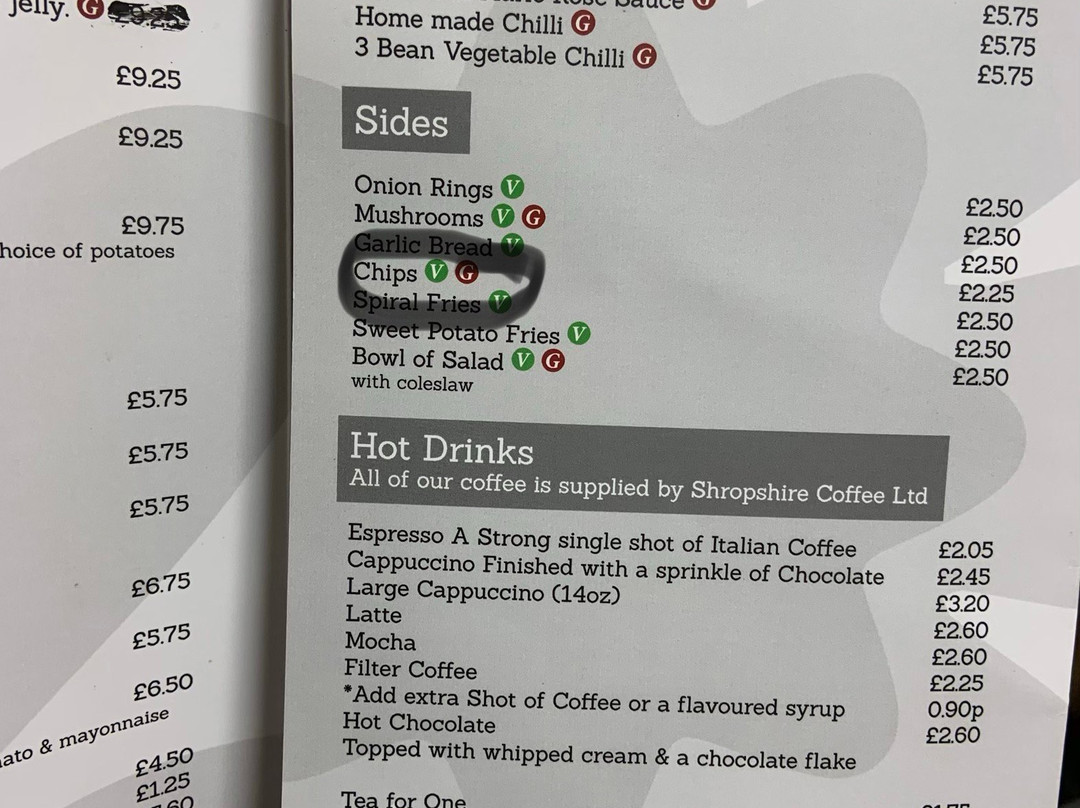 jelly. G
£9.25
£9.25
£9.75
hoice of potatoes
£5.75
£5.75
£5.75
£6.75
£5.75
£6.50
ato & mayonnaise
£4.50
£1.25
Sauce G £5.75
Home made Chilli G £5.75
3 Bean Vegetable Chilli G £5.75
Sides
Onion Rings V £2.50
Mushrooms V G £2.50
Garlic Bread V £2.50
Chips V G £2.25
Spiral Fries V £2.50
Sweet Potato Fries V £2.50
Bowl of Salad V G £2.50
with coleslaw
Hot Drinks
All of our coffee is supplied by Shropshire Coffee Ltd
Espresso A Strong single shot of Italian Coffee £2.05
Cappuccino Finished with a sprinkle of Chocolate £2.45
Large Cappuccino (14oz) £3.20
Latte £2.60
Mocha £2.60
Filter Coffee £2.25
*Add extra Shot of Coffee or a flavoured syrup 0.90p
Hot Chocolate £2.60
Topped with whipped cream & a chocolate flake
Tea for One